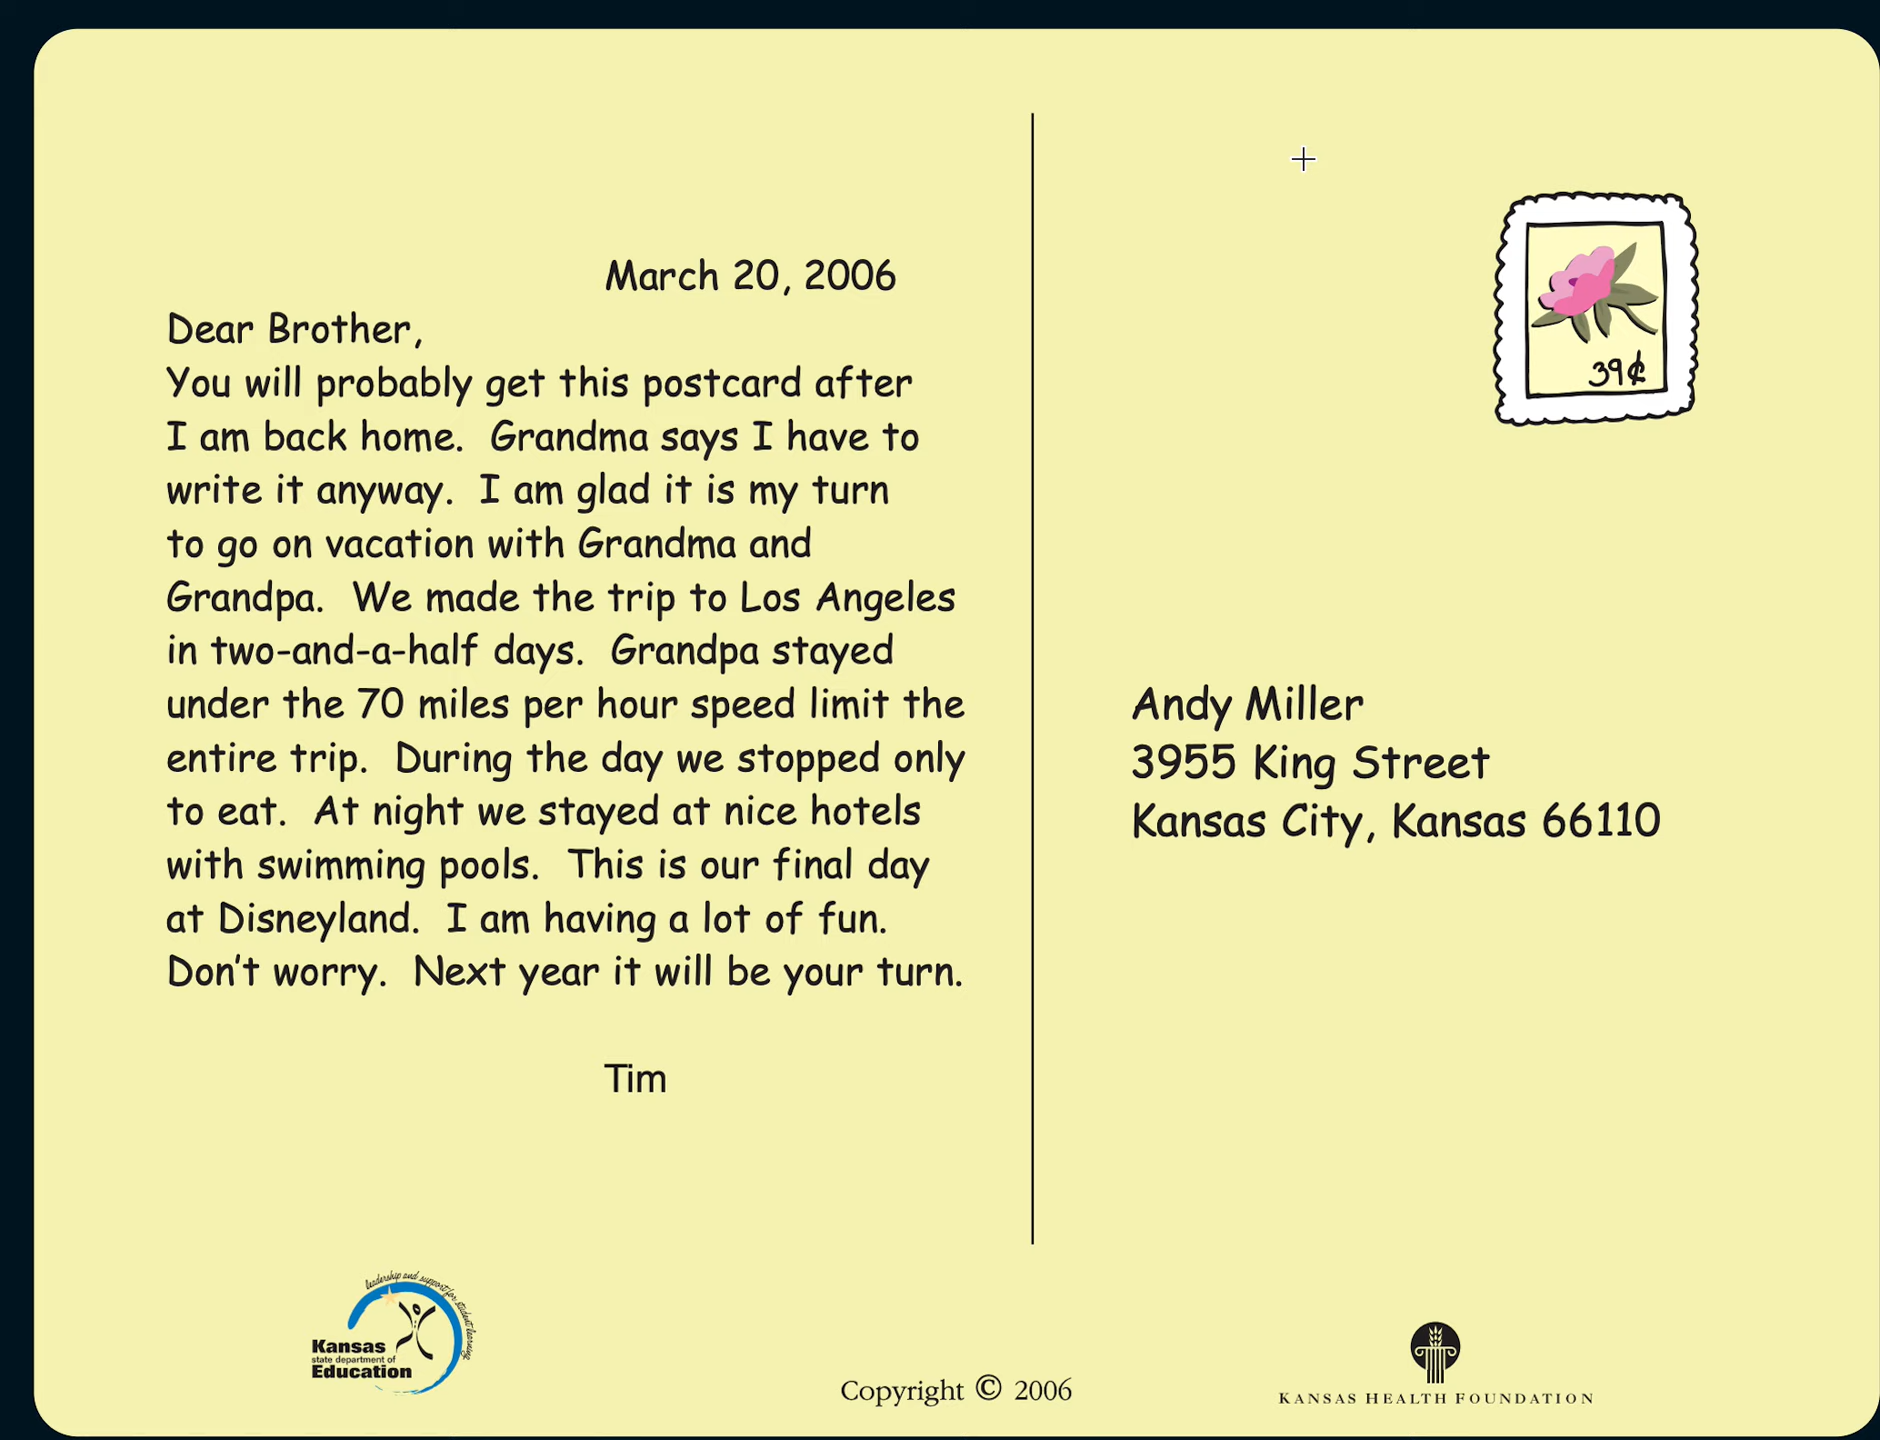 March 20, 2006
Dear Brother,
You will probably get this postcard after
I am back home.  Grandma says I have to
write it anyway.  I am glad it is my turn
to go on vacation with Grandma and
Grandpa.  We made the trip to Los Angeles
in two-and-a-half days.  Grandpa stayed
under the 70 miles per hour speed limit the
entire trip.  During the day we stopped only
to eat.  At night we stayed at nice hotels
with swimming pools.  This is our final day
at Disneyland.  I am having a lot of fun.
Don't worry.  Next year it will be your turn.
Tim
39¢
Andy Miller
3955 King Street
Kansas City, Kansas 66110
leadership and support for student learning
Kansas
state department of
Education
Copyright © 2006
KANSAS HEALTH FOUNDATION